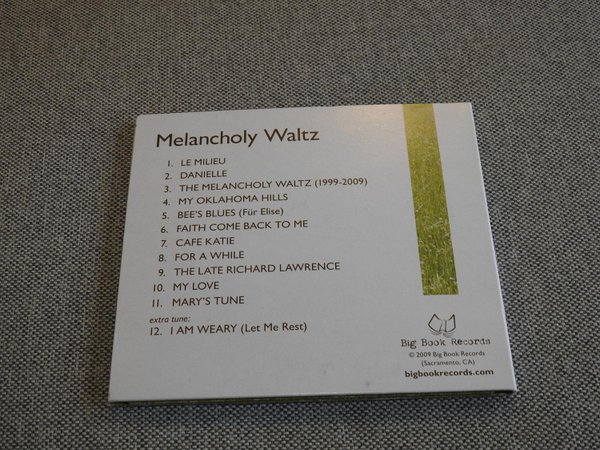 Melancholy Waltz
1. LE MILIEU
2. DANIELLE
3. THE MELANCHOLY WALTZ (1999-2009)
4. MY OKLAHOMA HILLS
5. BEE'S BLUES (Für Elise)
6. FAITH COME BACK TO ME
7. CAFE KATIE
8. FOR A WHILE
9. THE LATE RICHARD LAWRENCE
10. MY LOVE
11. MARY'S TUNE
extra tune:
12. I AM WEARY (Let Me Rest)
Big Book Records
© 2009 Big Book Records
(Sacramento, CA)
bigbookrecords.com